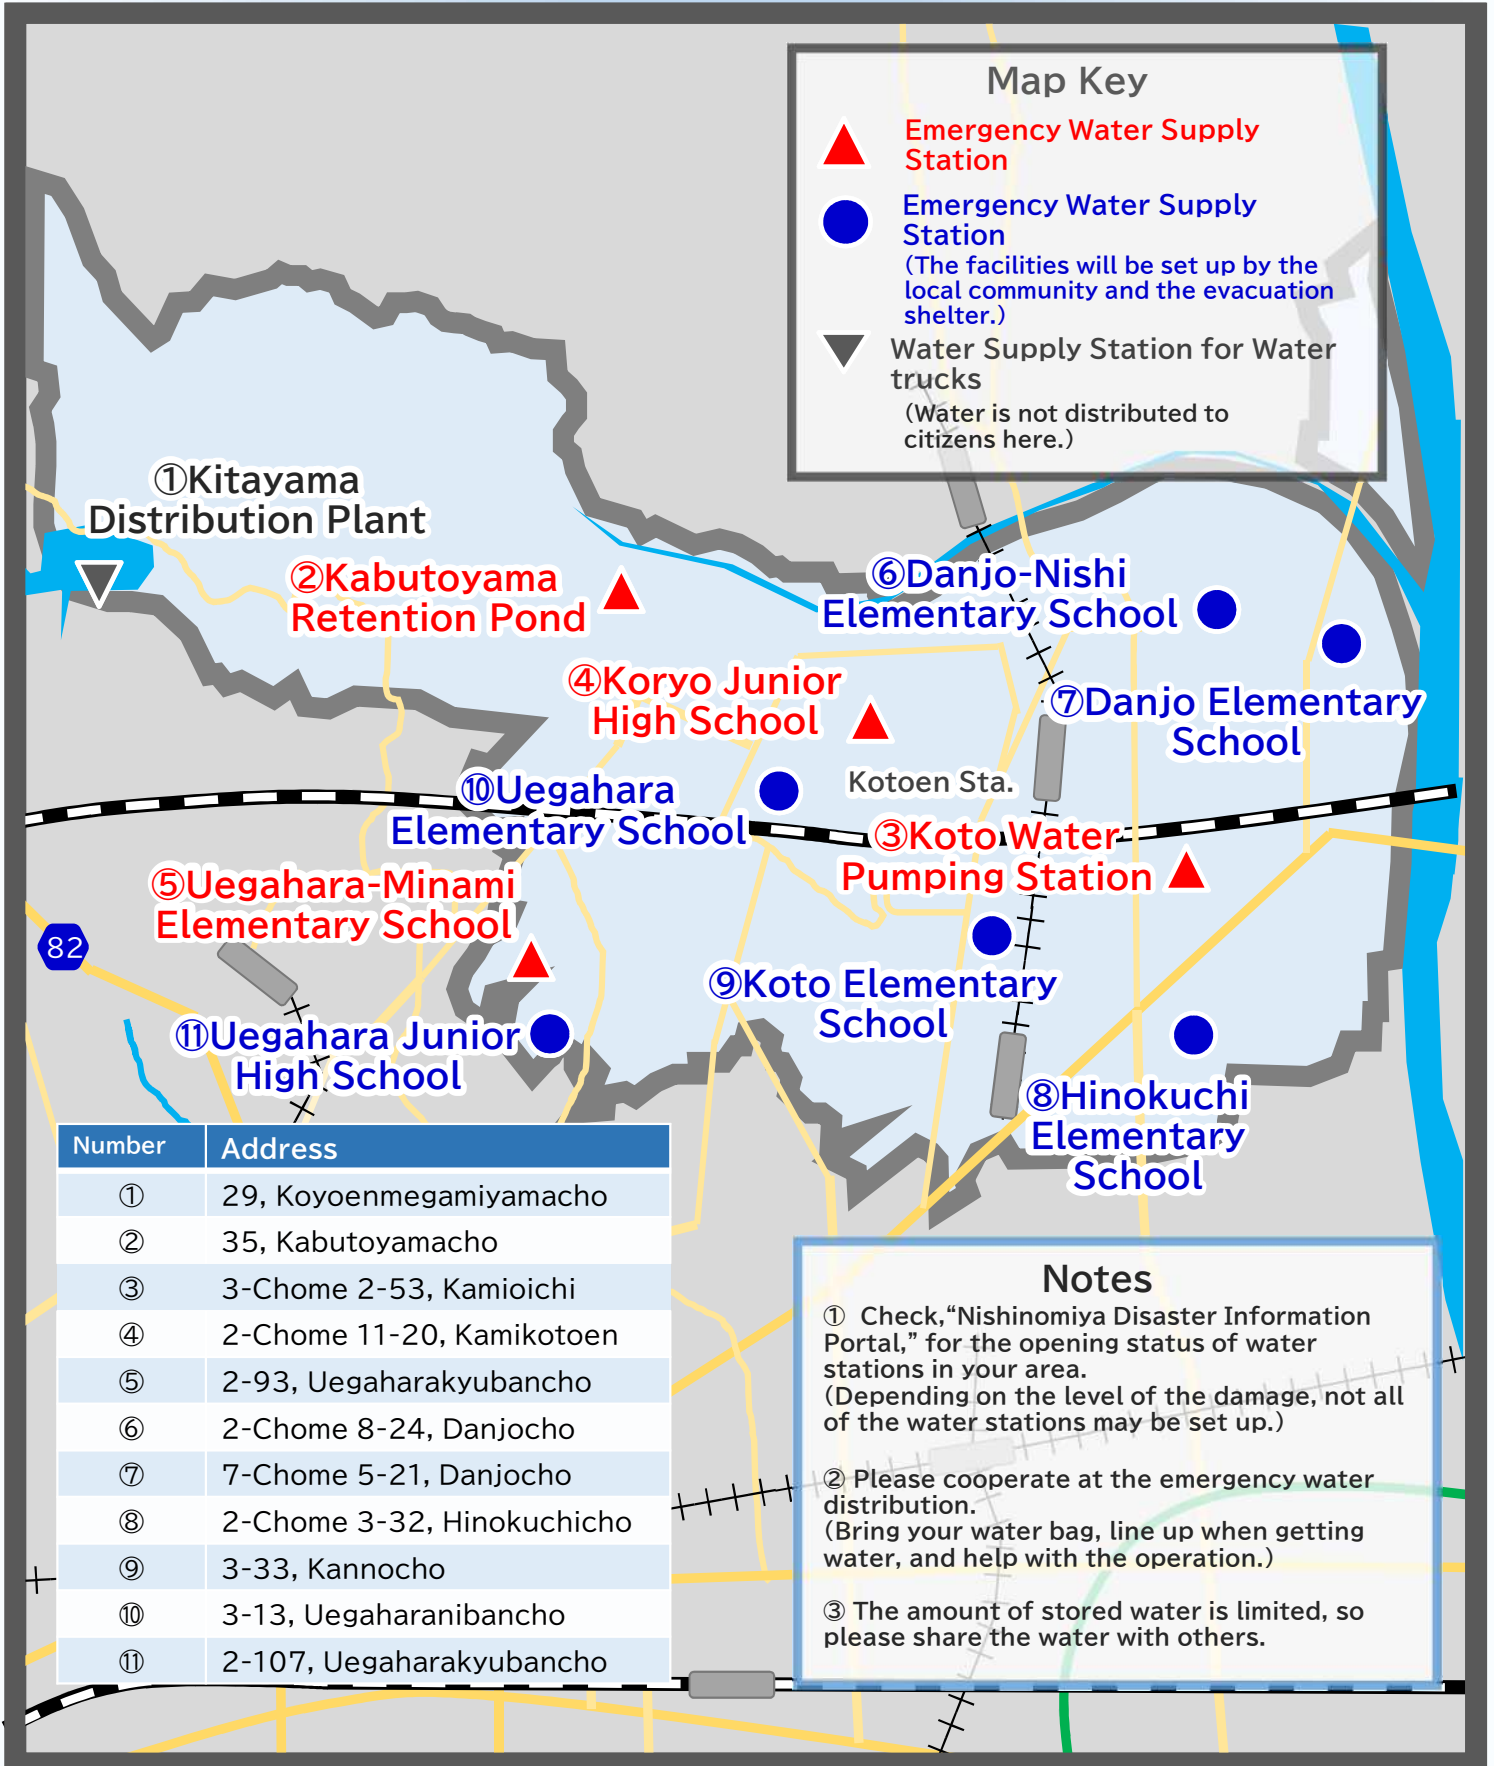 Map Key
Emergency Water Supply
Station
Emergency Water Supply
Station
(The facilities will be set up by the
local community and the evacuation
shelter.)
Water Supply Station for Water
trucks
(Water is not distributed to
citizens here.)
①Kitayama
Distribution Plant
②Kabutoyama
Retention Pond
⑥Danjo-Nishi
Elementary School
④Koryo Junior
High School
⑦Danjo Elementary
School
⑩Uegahara
Elementary School
Kotoen Sta.
③Koto Water
Pumping Station
⑤Uegahara-Minami
Elementary School
82
⑨Koto Elementary
School
⑪Uegahara Junior
High School
⑧Hinokuchi
Elementary
School
Number Address
① 29, Koyoenmegamiyamacho
② 35, Kabutoyamacho
③ 3-Chome 2-53, Kamioichi
④ 2-Chome 11-20, Kamikotoen
⑤ 2-93, Uegaharakyubancho
⑥ 2-Chome 8-24, Danjocho
⑦ 7-Chome 5-21, Danjocho
⑧ 2-Chome 3-32, Hinokuchicho
⑨ 3-33, Kannocho
⑩ 3-13, Uegaharanibancho
⑪ 2-107, Uegaharakyubancho
Notes
① Check,“Nishinomiya Disaster Information
Portal,” for the opening status of water
stations in your area.
(Depending on the level of the damage, not all
of the water stations may be set up.)
② Please cooperate at the emergency water
distribution.
(Bring your water bag, line up when getting
water, and help with the operation.)
③ The amount of stored water is limited, so
please share the water with others.